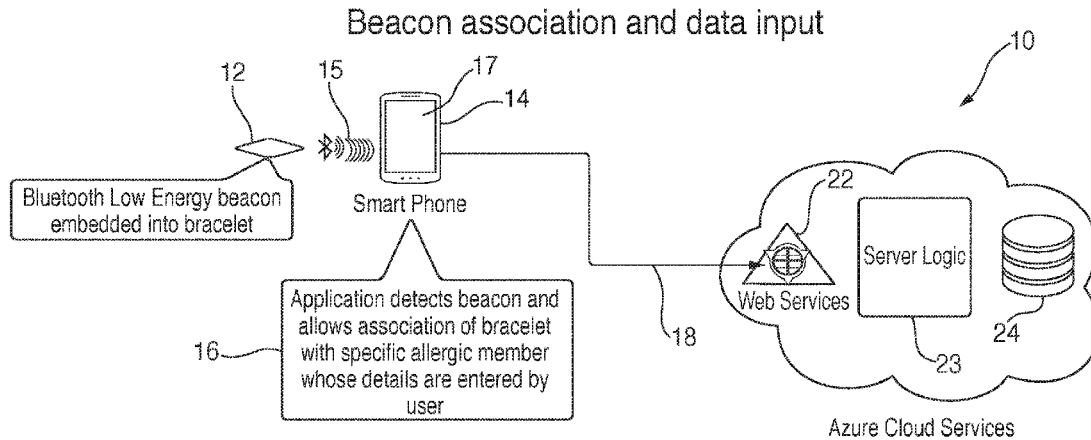 Beacon association and data input
10
12
15
17
14
Bluetooth Low Energy beacon
embedded into bracelet
Smart Phone
16
Application detects beacon and
allows association of bracelet
with specific allergic member
whose details are entered by
user
18
22
Web Services
Server Logic
23
24
Azure Cloud Services